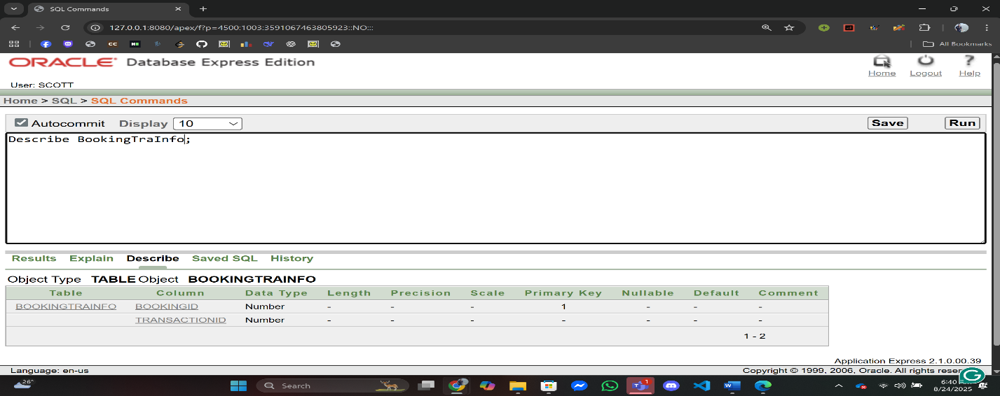 SQL Commands
127.0.0.1:8080/apex/f?p=4500:1003:3591067463805923::NO:::
All Bookmarks
ORACLE Database Express Edition
Home Logout Help
User: SCOTT
Home > SQL > SQL Commands
Autocommit Display 10 Save Run
Describe BookingTraInfo;
Results Explain Describe Saved SQL History
Object Type TABLE Object BOOKINGTRAINFO
Table Column Data Type Length Precision Scale Primary Key Nullable Default Comment
BOOKINGTRAINFO BOOKINGID Number - - - 1 - - -
TRANSACTIONID Number - - - - - - -
1 - 2
Application Express 2.1.0.00.39
Language: en-us Copyright © 1999, 2006, Oracle. All rights
26° Search 6:40
8/24/2025